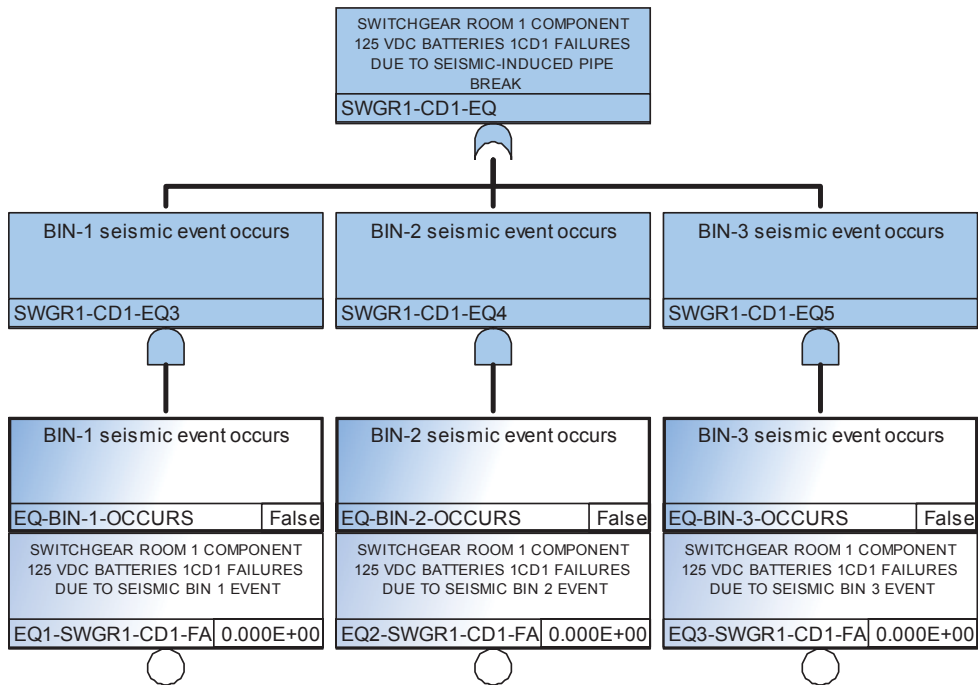 SWITCHGEAR ROOM 1 COMPONENT
125 VDC BATTERIES 1CD1 FAILURES
DUE TO SEISMIC-INDUCED PIPE
BREAK
SWGR1-CD1-EQ
BIN-1 seismic event occurs
SWGR1-CD1-EQ3
BIN-2 seismic event occurs
SWGR1-CD1-EQ4
BIN-3 seismic event occurs
SWGR1-CD1-EQ5
BIN-1 seismic event occurs
EQ-BIN-1-OCCURS False
SWITCHGEAR ROOM 1 COMPONENT
125 VDC BATTERIES 1CD1 FAILURES
DUE TO SEISMIC BIN 1 EVENT
EQ1-SWGR1-CD1-FA 0.000E+00
BIN-2 seismic event occurs
EQ-BIN-2-OCCURS False
SWITCHGEAR ROOM 1 COMPONENT
125 VDC BATTERIES 1CD1 FAILURES
DUE TO SEISMIC BIN 2 EVENT
EQ2-SWGR1-CD1-FA 0.000E+00
BIN-3 seismic event occurs
EQ-BIN-3-OCCURS False
SWITCHGEAR ROOM 1 COMPONENT
125 VDC BATTERIES 1CD1 FAILURES
DUE TO SEISMIC BIN 3 EVENT
EQ3-SWGR1-CD1-FA 0.000E+00